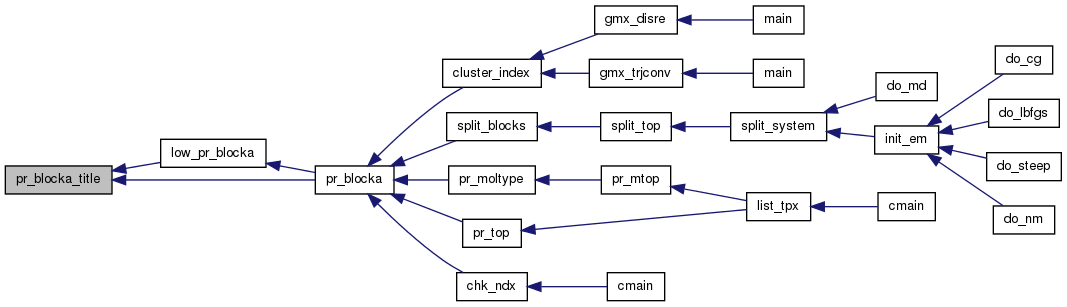 pr_blocka_title
low_pr_blocka
pr_blocka
cluster_index
gmx_disre
main
gmx_trjconv
main
split_blocks
split_top
split_system
do_md
init_em
do_cg
do_lbfgs
do_steep
do_nm
pr_moltype
pr_mtop
list_tpx
cmain
pr_top
chk_ndx
cmain